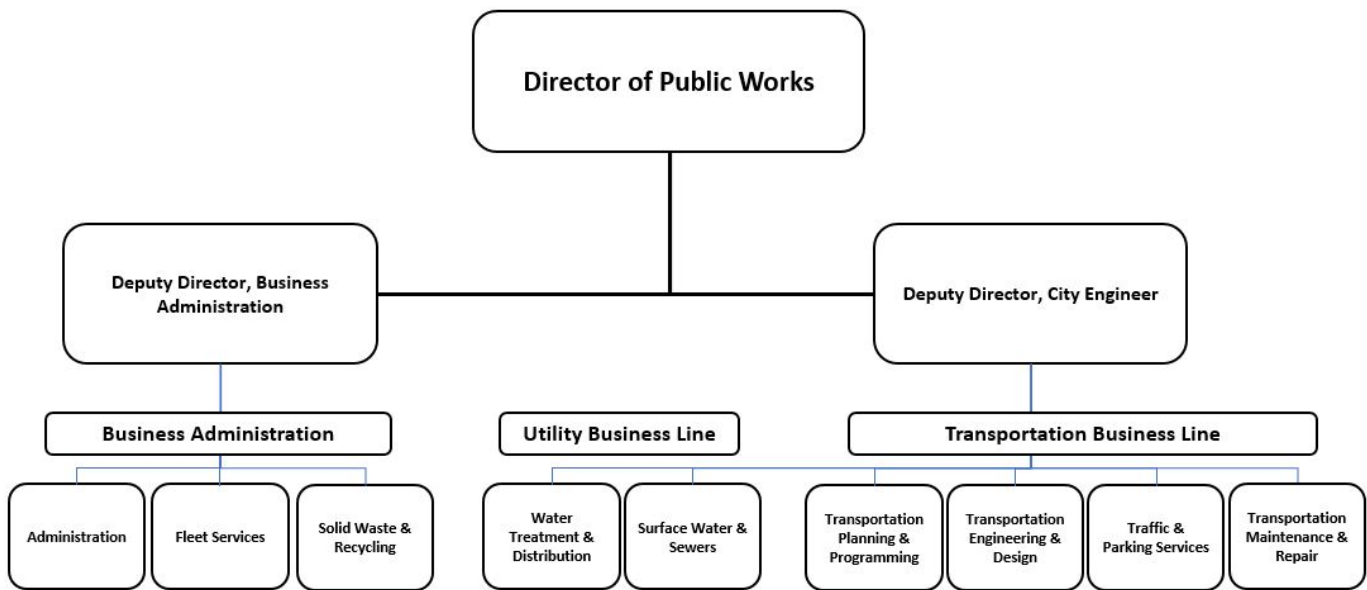 Director of Public Works
Deputy Director, Business
Administration
Deputy Director, City Engineer
Business Administration
Utility Business Line
Transportation Business Line
Administration
Fleet Services
Solid Waste &
Recycling
Water
Treatment &
Distribution
Surface Water &
Sewers
Transportation
Planning &
Programming
Transportation
Engineering &
Design
Traffic &
Parking Services
Transportation
Maintenance &
Repair